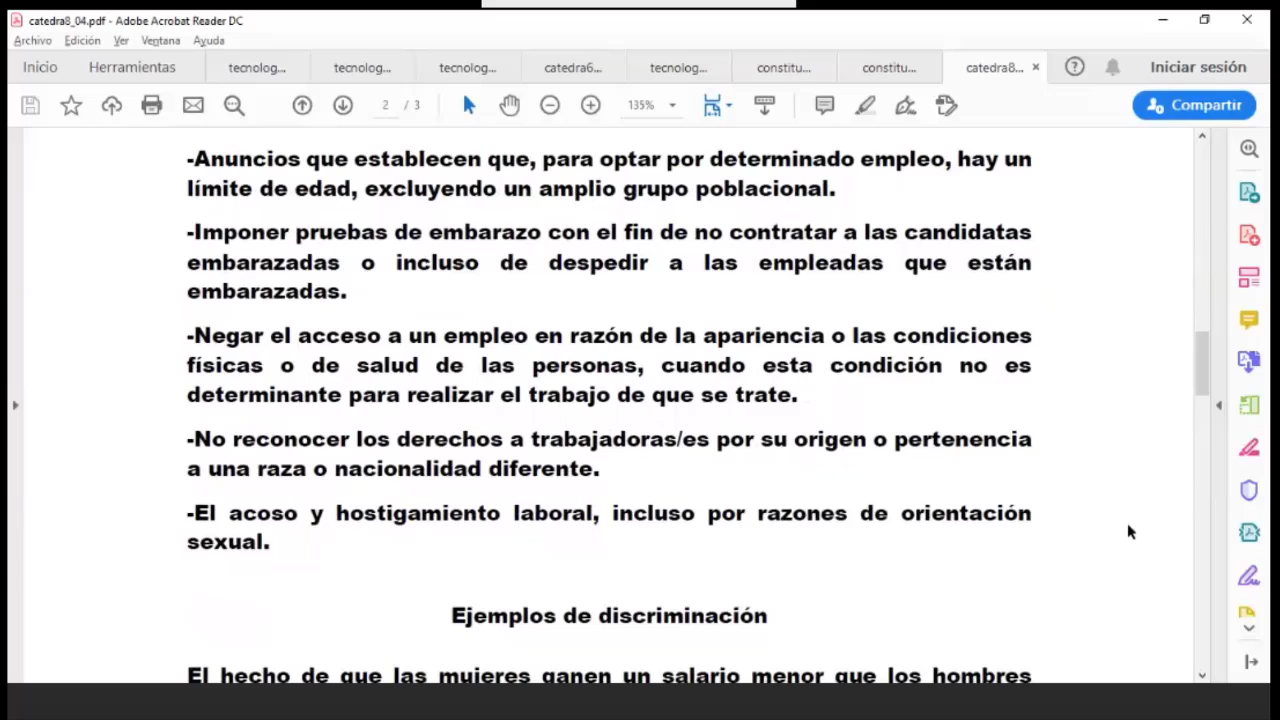 catedra8_04.pdf - Adobe Acrobat Reader DC
Archivo Edición Ver Ventana Ayuda
Inicio Herramientas tecnolog... tecnolog... tecnolog... catedra6... tecnolog... constitu... constitu... catedra8... × Iniciar sesión
2 / 3 135% Compartir
-Anuncios que establecen que, para optar por determinado empleo, hay un
límite de edad, excluyendo un amplio grupo poblacional.
-Imponer pruebas de embarazo con el fin de no contratar a las candidatas
embarazadas o incluso de despedir a las empleadas que están
embarazadas.
-Negar el acceso a un empleo en razón de la apariencia o las condiciones
físicas o de salud de las personas, cuando esta condición no es
determinante para realizar el trabajo de que se trate.
-No reconocer los derechos a trabajadoras/es por su origen o pertenencia
a una raza o nacionalidad diferente.
-El acoso y hostigamiento laboral, incluso por razones de orientación
sexual.
Ejemplos de discriminación
El hecho de que las mujeres ganen un salario menor que los hombres